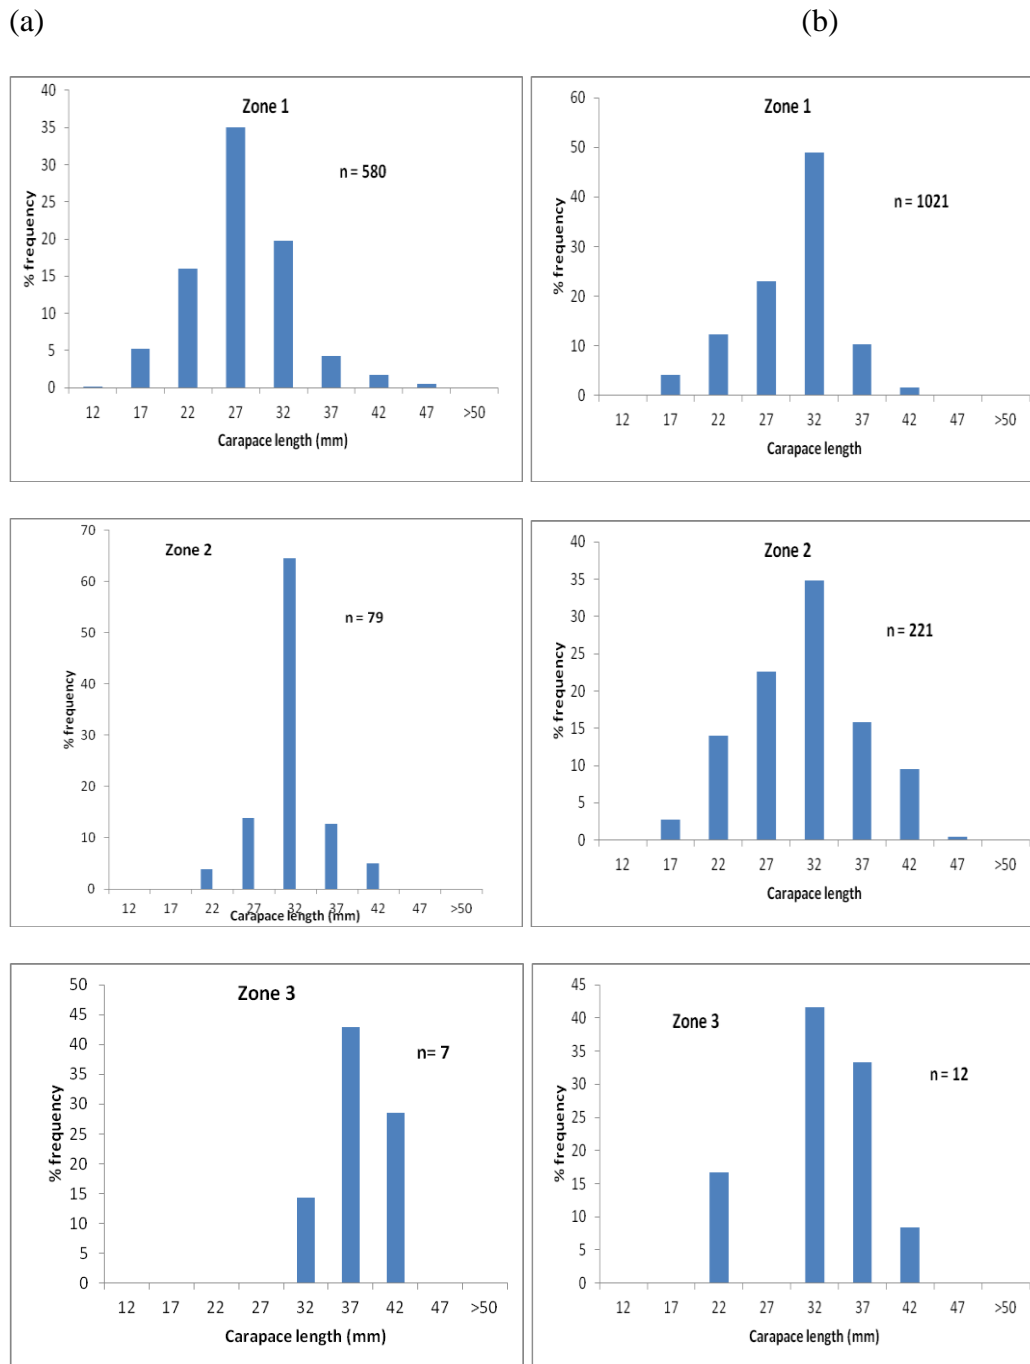 (a) (b)
Zone 1
n = 580
% frequency
40
35
30
25
20
15
10
5
0
12 17 22 27 32 37 42 47 >50
Carapace length (mm)
Zone 1
n = 1021
% frequency
60
50
40
30
20
10
0
12 17 22 27 32 37 42 47 >50
Carapace length
Zone 2
n = 79
% frequency
70
60
50
40
30
20
10
0
12 17 22 27 32 37 42 47 >50
Carapace length (mm)
Zone 2
n = 221
% frequency
40
35
30
25
20
15
10
5
0
12 17 22 27 32 37 42 47 >50
Carapace length
Zone 3
n= 7
% frequency
50
45
40
35
30
25
20
15
10
5
0
12 17 22 27 32 37 42 47 >50
Carapace length (mm)
Zone 3
n = 12
% frequency
45
40
35
30
25
20
15
10
5
0
12 17 22 27 32 37 42 47 >50
Carapace length (mm)